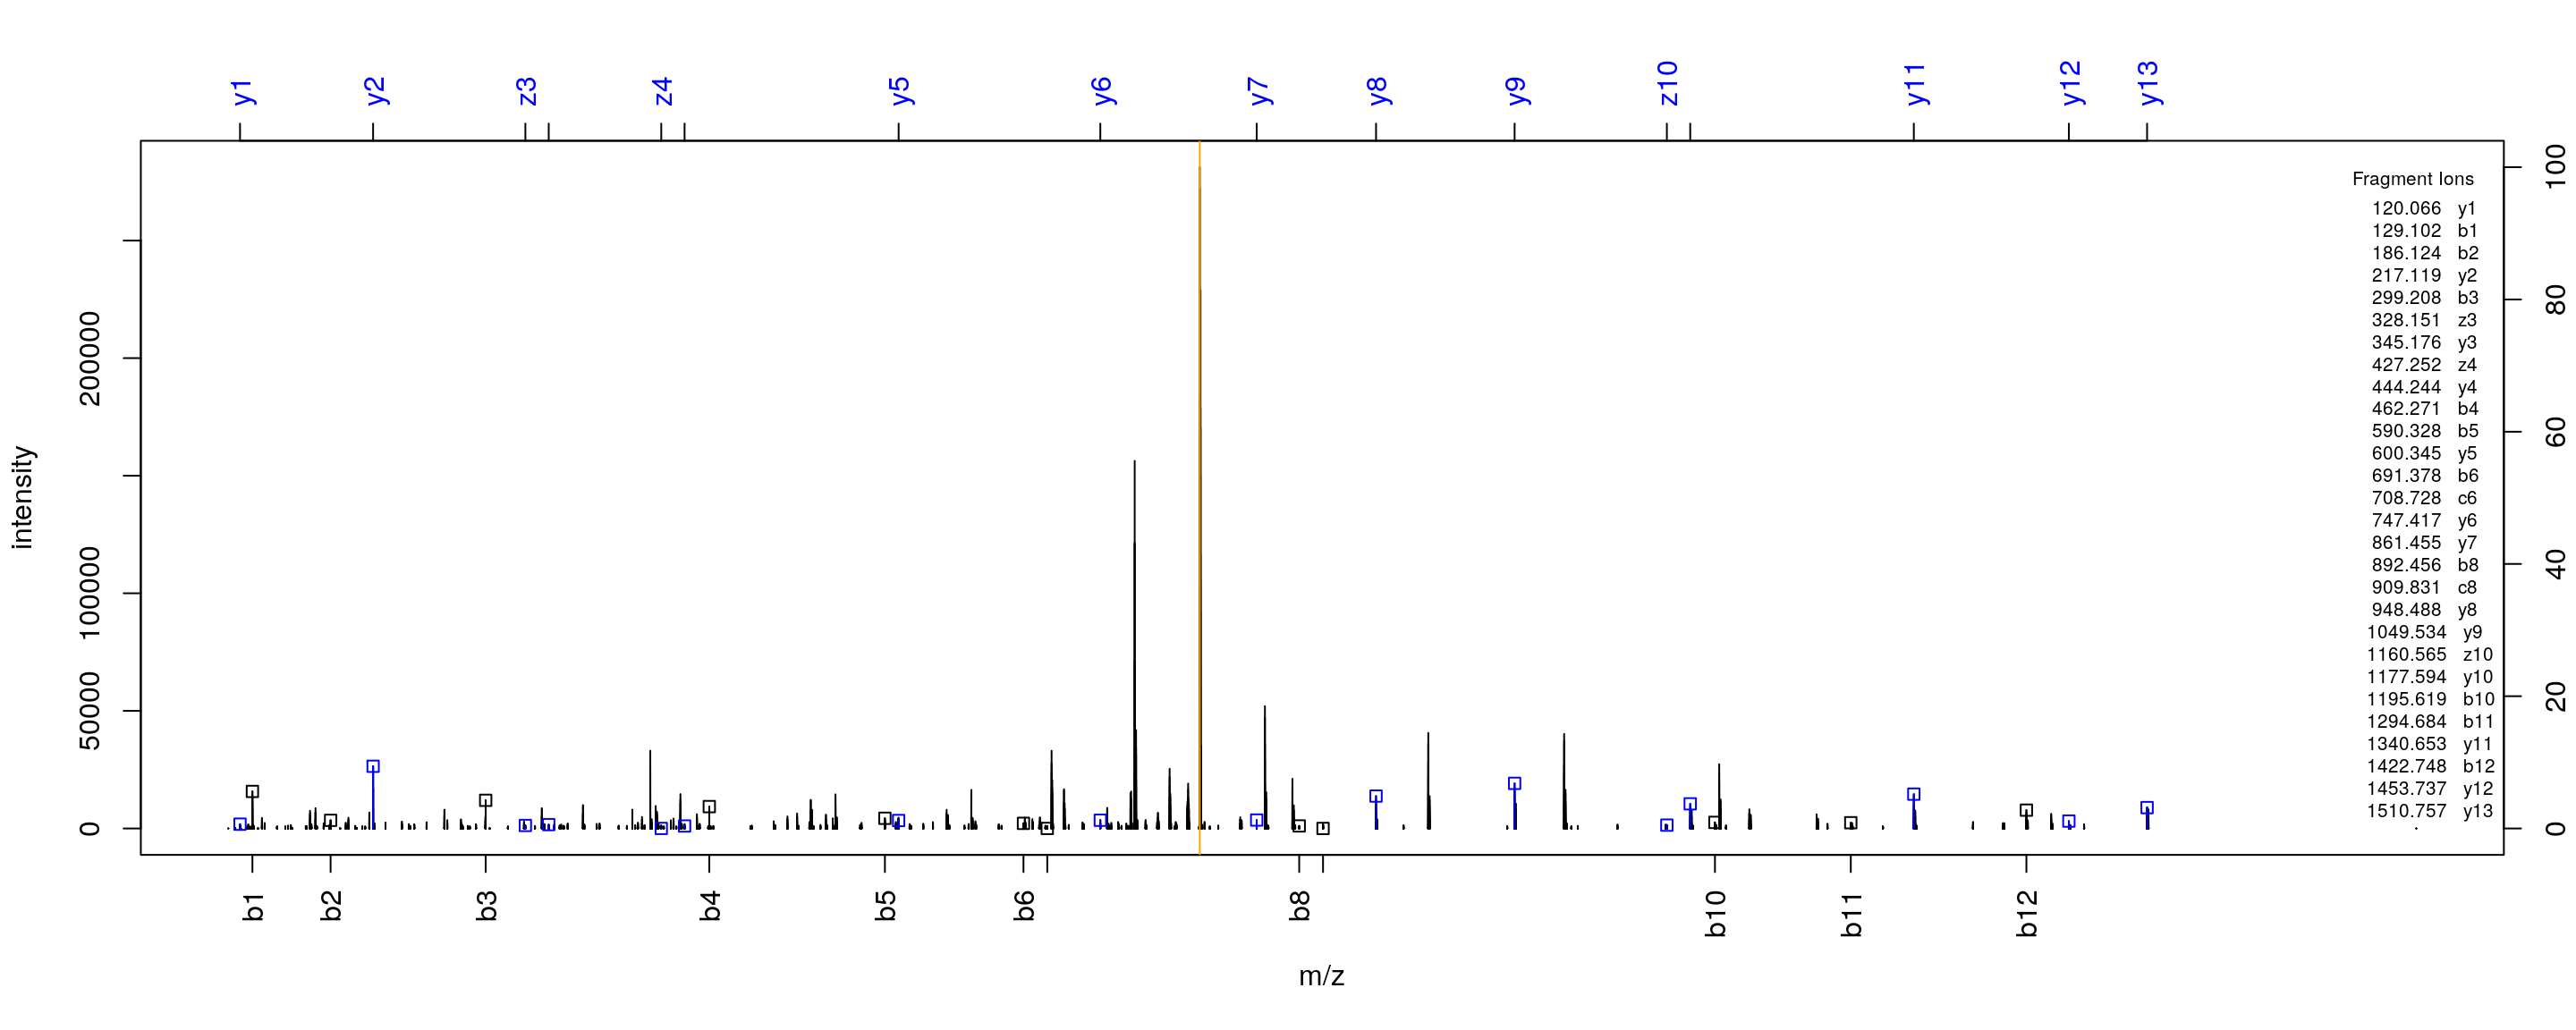 y1 y2 z3 z4 y5 y6 y7 y8 y9 z10 y11 y12 y13
intensity
0 50000 100000 200000
0 20 40 60 80 100
Fragment Ions
120.066 y1
129.102 b1
186.124 b2
217.119 y2
299.208 b3
328.151 z3
345.176 y3
427.252 z4
444.244 y4
462.271 b4
590.328 b5
600.345 y5
691.378 b6
708.728 c6
747.417 y6
861.455 y7
892.456 b8
909.831 c8
948.488 y8
1049.534 y9
1160.565 z10
1177.594 y10
1195.619 b10
1294.684 b11
1340.653 y11
1422.748 b12
1453.737 y12
1510.757 y13
b1 b2 b3 b4 b5 b6 b8 b10 b11 b12
m/z